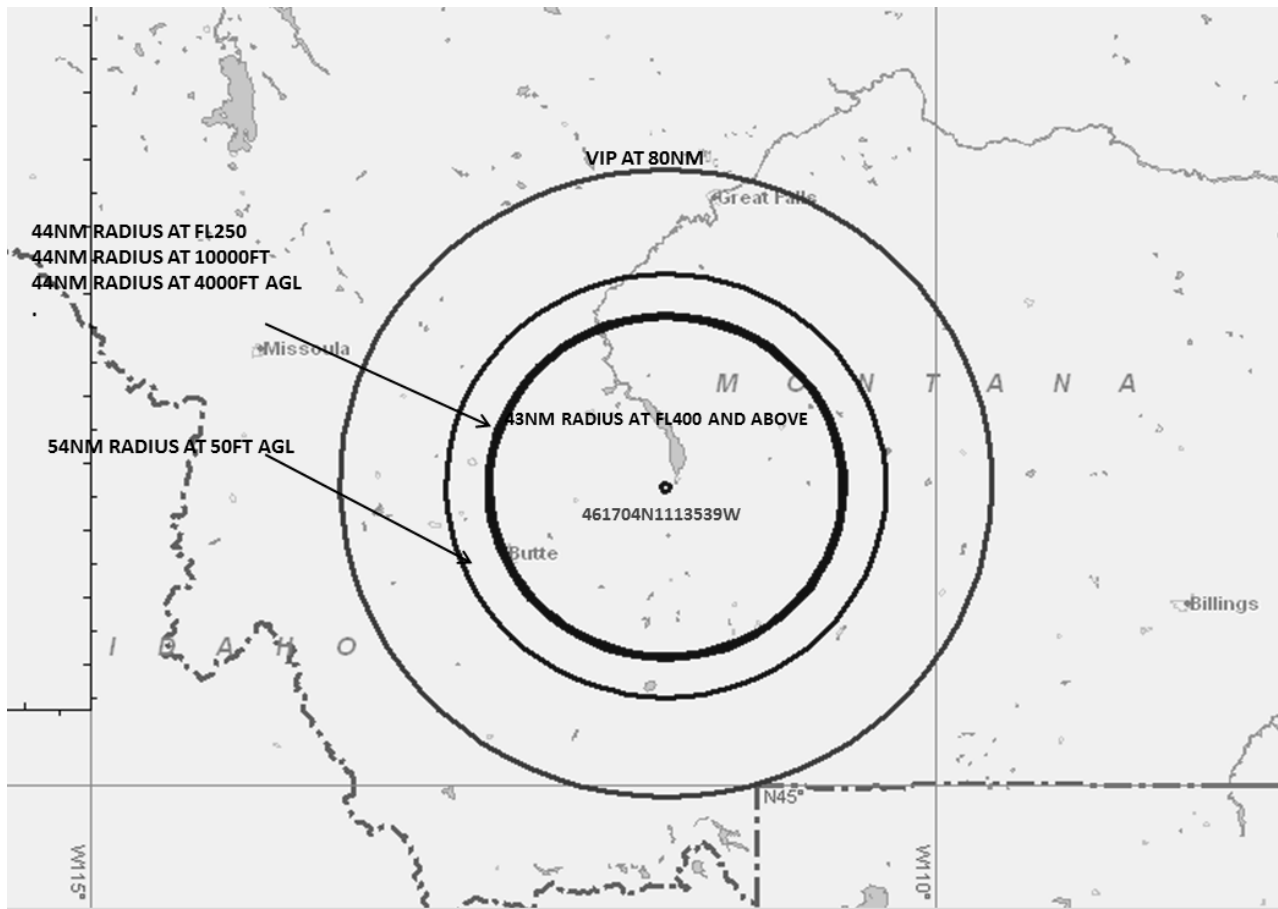 VIP AT 80NM
Great Falls
44NM RADIUS AT FL250
44NM RADIUS AT 10000FT
44NM RADIUS AT 4000FT AGL
Missoula
M O N T A N A
43NM RADIUS AT FL400 AND ABOVE
54NM RADIUS AT 50FT AGL
461704N1113539W
Butte
Billings
I D A H O
N45°
W115°
W110°